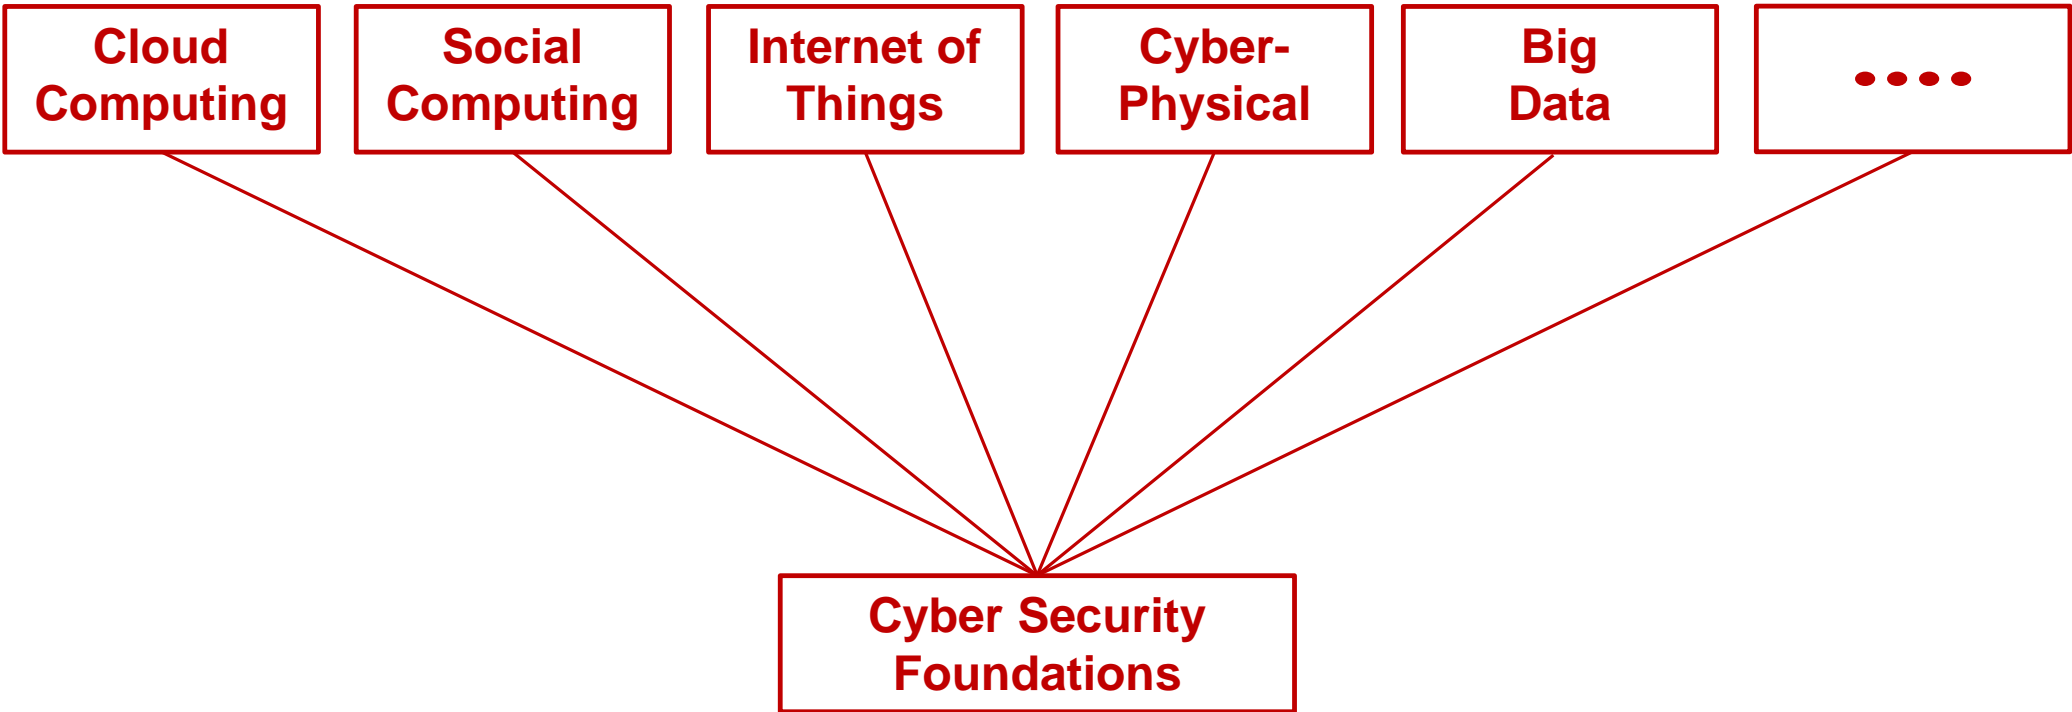 Cloud
Computing
Social
Computing
Internet of
Things
Cyber-
Physical
Big
Data
••••
Cyber Security
Foundations